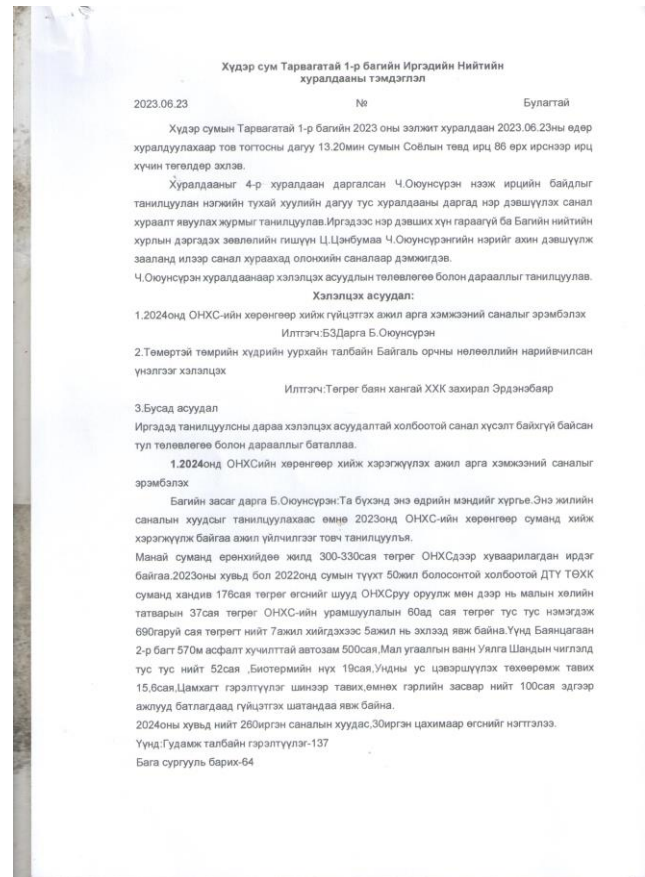 Хүдэр сум Тарвагатай 1-р багийн Иргэдийн Нийтийн
хуралдааны тэмдэглэл
2023.06.23 № Булагтай
Хүдэр сумын Тарвагатай 1-р багийн 2023 оны ээлжит хуралдаан 2023.06.23ны өдөр
хуралдуулахаар тов тогтосны дагуу 13.20мин сумын Соёлын төвд ирц 86 өрх ирснээр ирц
хүчин төгөлдөр эхлэв.
Хуралдааныг 4-р хуралдаан даргалсан Ч.Оюунсүрэн нээж ирцийн байдлыг
танилцуулан нэгжийн тухай хуулийн дагуу тус хуралдааны даргад нэр дэвшүүлэх санал
хураалт явуулах журмыг танилцуулав.Иргэдээс нэр дэвших хүн гараагүй ба Багийн нийтийн
хурлын дэргэдэх зөвлөлийн гишүүн Ц.Цэнбумаа Ч.Оюунсүрэнгийн нэрийг ахин дэвшүүлж
зааланд илээр санал хураахад олонхийн саналаар дэмжигдэв.
Ч.Оюунсүрэн хуралдаанаар хэлэлцэх асуудлын төлөвлөгөө болон дарааллыг танилцуулав.
Хэлэлцэх асуудал:
1.2024онд ОНХС-ийн хөрөнгөөр хийж гүйцэтгэх ажил арга хэмжээний саналыг эрэмбэлэх
Илтгэгч:БЗДарга Б.Оюунсүрэн
2.Төмөртэй төмрийн хүдрийн уурхайн талбайн Байгаль орчны нөлөөллийн нарийвчилсан
үнэлгээг хэлэлцэх
Илтгэгч:Төгрөг баян хангай ХХК захирал Эрдэнэбаяр
3.Бусад асуудал
Иргэдэд танилцуулсны дараа хэлэлцэх асуудалтай холбоотой санал хүсэлт байхгүй байсан
тул төлөвлөгөө болон дарааллыг баталлаа.
1.2024онд ОНХСийн хөрөнгөөр хийж хэрэгжүүлэх ажил арга хэмжээний саналыг
эрэмбэлэх
Багийн засаг дарга Б.Оюунсүрэн:Та бүхэнд энэ өдрийн мэндийг хүргье.Энэ жилийн
саналын хуудсыг танилцуулахаас өмнө 2023онд ОНХС-ийн хөрөнгөөр суманд хийж
хэрэгжүүлж байгаа ажил үйлчилгээг товч танилцуулъя.
Манай суманд ерөнхийдөө жилд 300-330сая төгрөг ОНХСдээр хуваарилагдан ирдэг
байгаа.2023оны хувьд бол 2022онд сумын түүхт 50жил болосонтой холбоотой ДТҮ ТӨХК
суманд хандив 176сая төгрөг өгснийг шууд ОНХСруу оруулж мөн дээр нь малын хөлийн
татварын 37сая төгрөг ОНХС-ийн урамшуулалын 60ад сая төгрөг тус тус нэмэгдэж
690гаруй сая төгрөгт нийт 7ажил хийгдэхээс 5ажил нь эхлээд явж байна.Үүнд Баянцагаан
2-р багт 570м асфалт хучилттай автозам 500сая,Мал угаалгын ванн Уялга Шандын чиглэлд
тус тус нийт 52сая ,Биотермийн нүх 19сая,Ундны ус цэвэршүүлэх төхөөрөмж тавих
15,6сая,Цамхагт гэрэлтүүлэг шинээр тавих,өмнөх гэрлийн засвар нийт 100сая эдгээр
ажлууд батлагдаад гүйцэтгэх шатандаа явж байна.
2024оны хувьд нийт 260иргэн саналын хуудас,30иргэн цахимаар өгснийг нэгтгэлээ.
Үүнд:Гудамж талбайн гэрэлтүүлэг-137
Бага сургууль барих-64